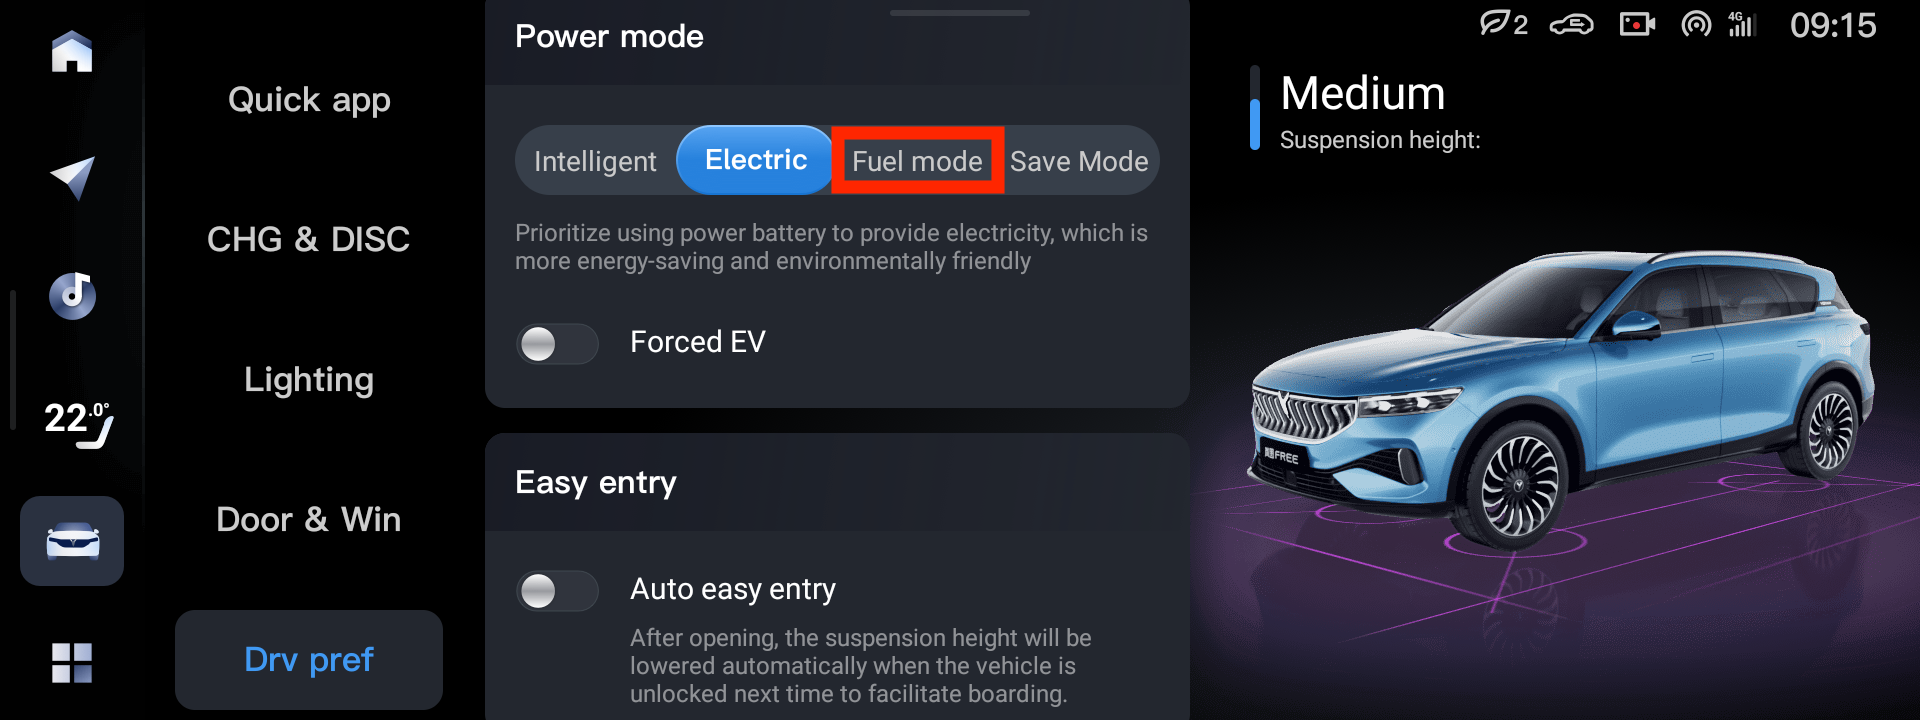 22.0°
Quick app
CHG & DISC
Lighting
Door & Win
Drv pref
Power mode
Intelligent
Electric
Fuel mode
Save Mode
Prioritize using power battery to provide electricity, which is
more energy-saving and environmentally friendly
Forced EV
Easy entry
Auto easy entry
After opening, the suspension height will be
lowered automatically when the vehicle is
unlocked next time to facilitate boarding.
2
4G
09:15
Medium
Suspension height:
FREE